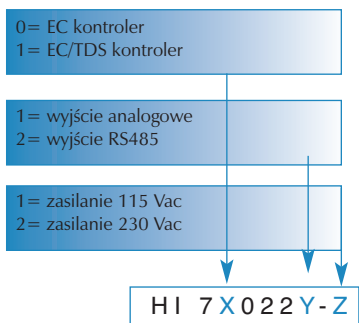 0= EC kontroler
1= EC/TDS kontroler
1= wyjście analogowe
2= wyjście RS485
1= zasilanie 115 Vac
2= zasilanie 230 Vac
HI 7X022Y-Z